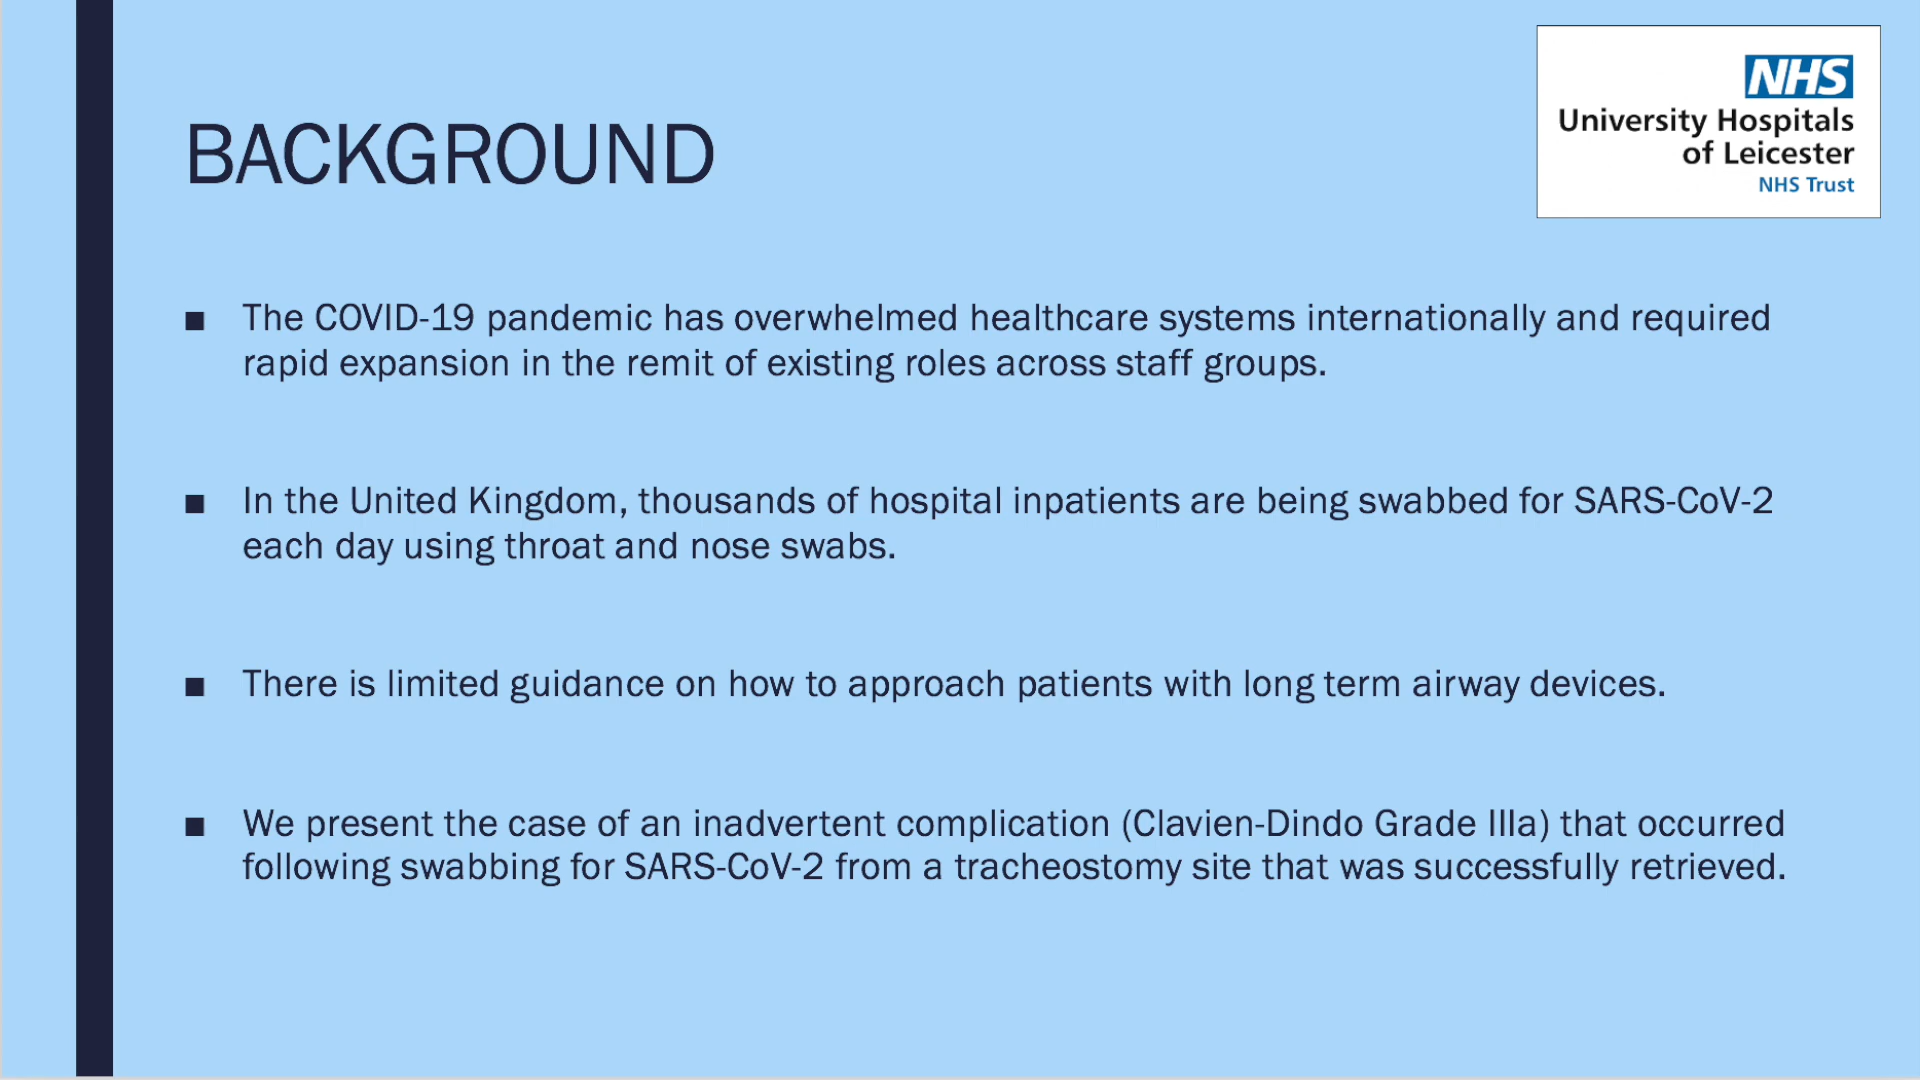 NHS
University Hospitals
of Leicester
NHS Trust
BACKGROUND
■ The COVID-19 pandemic has overwhelmed healthcare systems internationally and required
rapid expansion in the remit of existing roles across staff groups.
■ In the United Kingdom, thousands of hospital inpatients are being swabbed for SARS-CoV-2
each day using throat and nose swabs.
■ There is limited guidance on how to approach patients with long term airway devices.
■ We present the case of an inadvertent complication (Clavien-Dindo Grade IIIa) that occurred
following swabbing for SARS-CoV-2 from a tracheostomy site that was successfully retrieved.